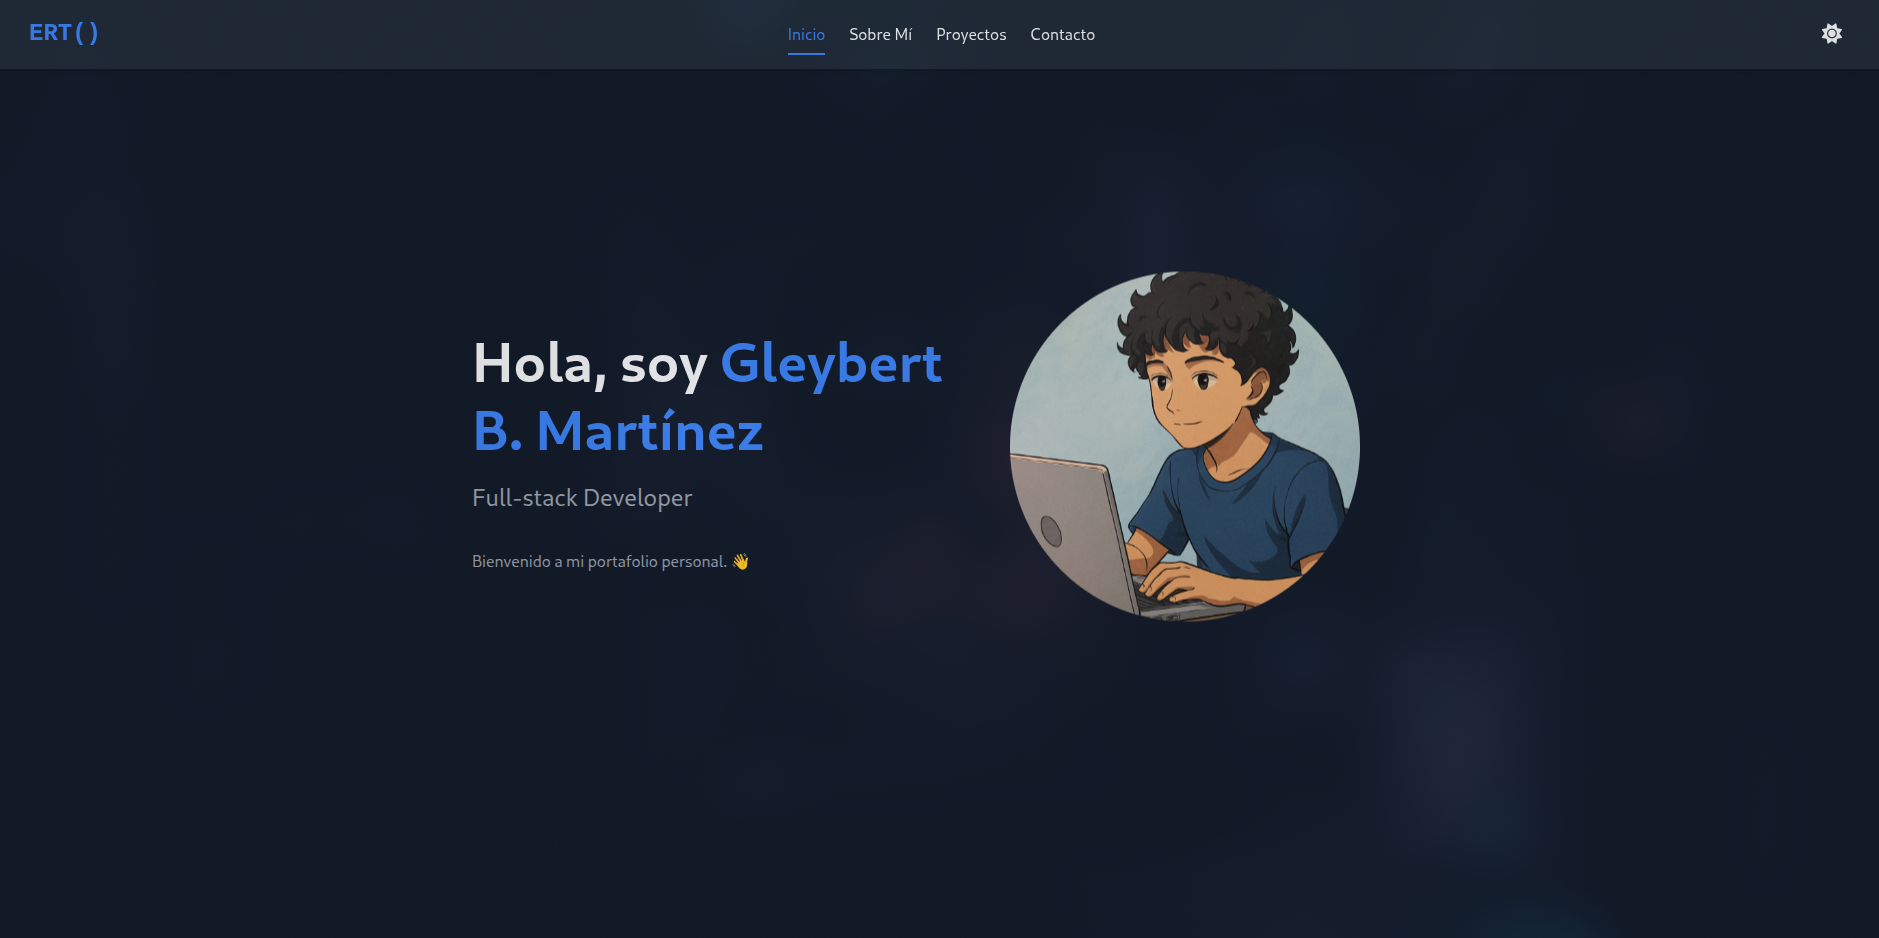 ERT()
Inicio Sobre Mí Proyectos Contacto
Hola, soy Gleybert
B. Martínez
Full-stack Developer
Bienvenido a mi portafolio personal. 👋